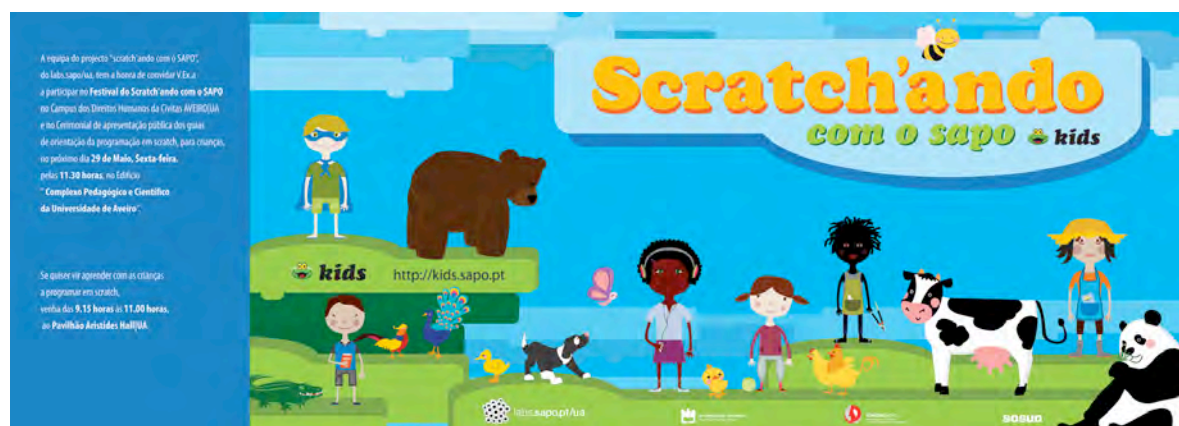 A equipa do projecto "scratch'ando com o SAPO",
do labs.sapo/ua, tem a honra de convidar V.Ex.a
a participar no Festival do Scratch'ando com o SAPO
no Campus dos Direitos Humanos da Civitas AVEIRO|UA
e no Cerimonial de apresentação pública dos guias
de orientação da programação em scratch, para crianças,
no próximo dia 29 de Maio, Sexta-feira,
pelas 11.30 horas, no Edifício
"Complexo Pedagógico e Científico
da Universidade de Aveiro".
Se quiser vir aprender com as crianças
a programar em scratch,
venha das 9.15 horas às 11.00 horas,
ao Pavilhão Aristides Hall|UA
Scratch'ando
com o sapo kids
kids http://kids.sapo.pt
labs.sapo.pt/ua